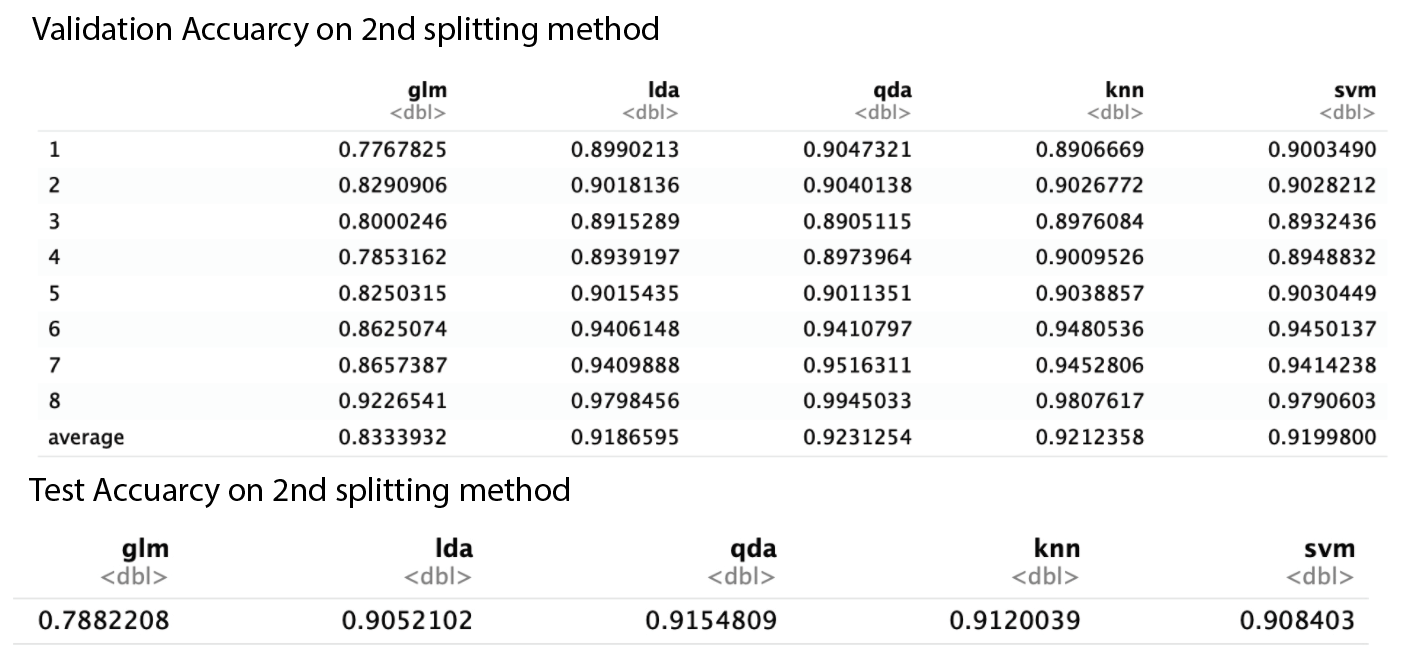 Validation Accuarcy on 2nd splitting method
glm lda qda knn svm
<dbl> <dbl> <dbl> <dbl> <dbl>
1 0.7767825 0.8990213 0.9047321 0.8906669 0.9003490
2 0.8290906 0.9018136 0.9040138 0.9026772 0.9028212
3 0.8000246 0.8915289 0.8905115 0.8976084 0.8932436
4 0.7853162 0.8939197 0.8973964 0.9009526 0.8948832
5 0.8250315 0.9015435 0.9011351 0.9038857 0.9030449
6 0.8625074 0.9406148 0.9410797 0.9480536 0.9450137
7 0.8657387 0.9409888 0.9516311 0.9452806 0.9414238
8 0.9226541 0.9798456 0.9945033 0.9807617 0.9790603
average 0.8333932 0.9186595 0.9231254 0.9212358 0.9199800
Test Accuarcy on 2nd splitting method
glm lda qda knn svm
<dbl> <dbl> <dbl> <dbl> <dbl>
0.7882208 0.9052102 0.9154809 0.9120039 0.908403